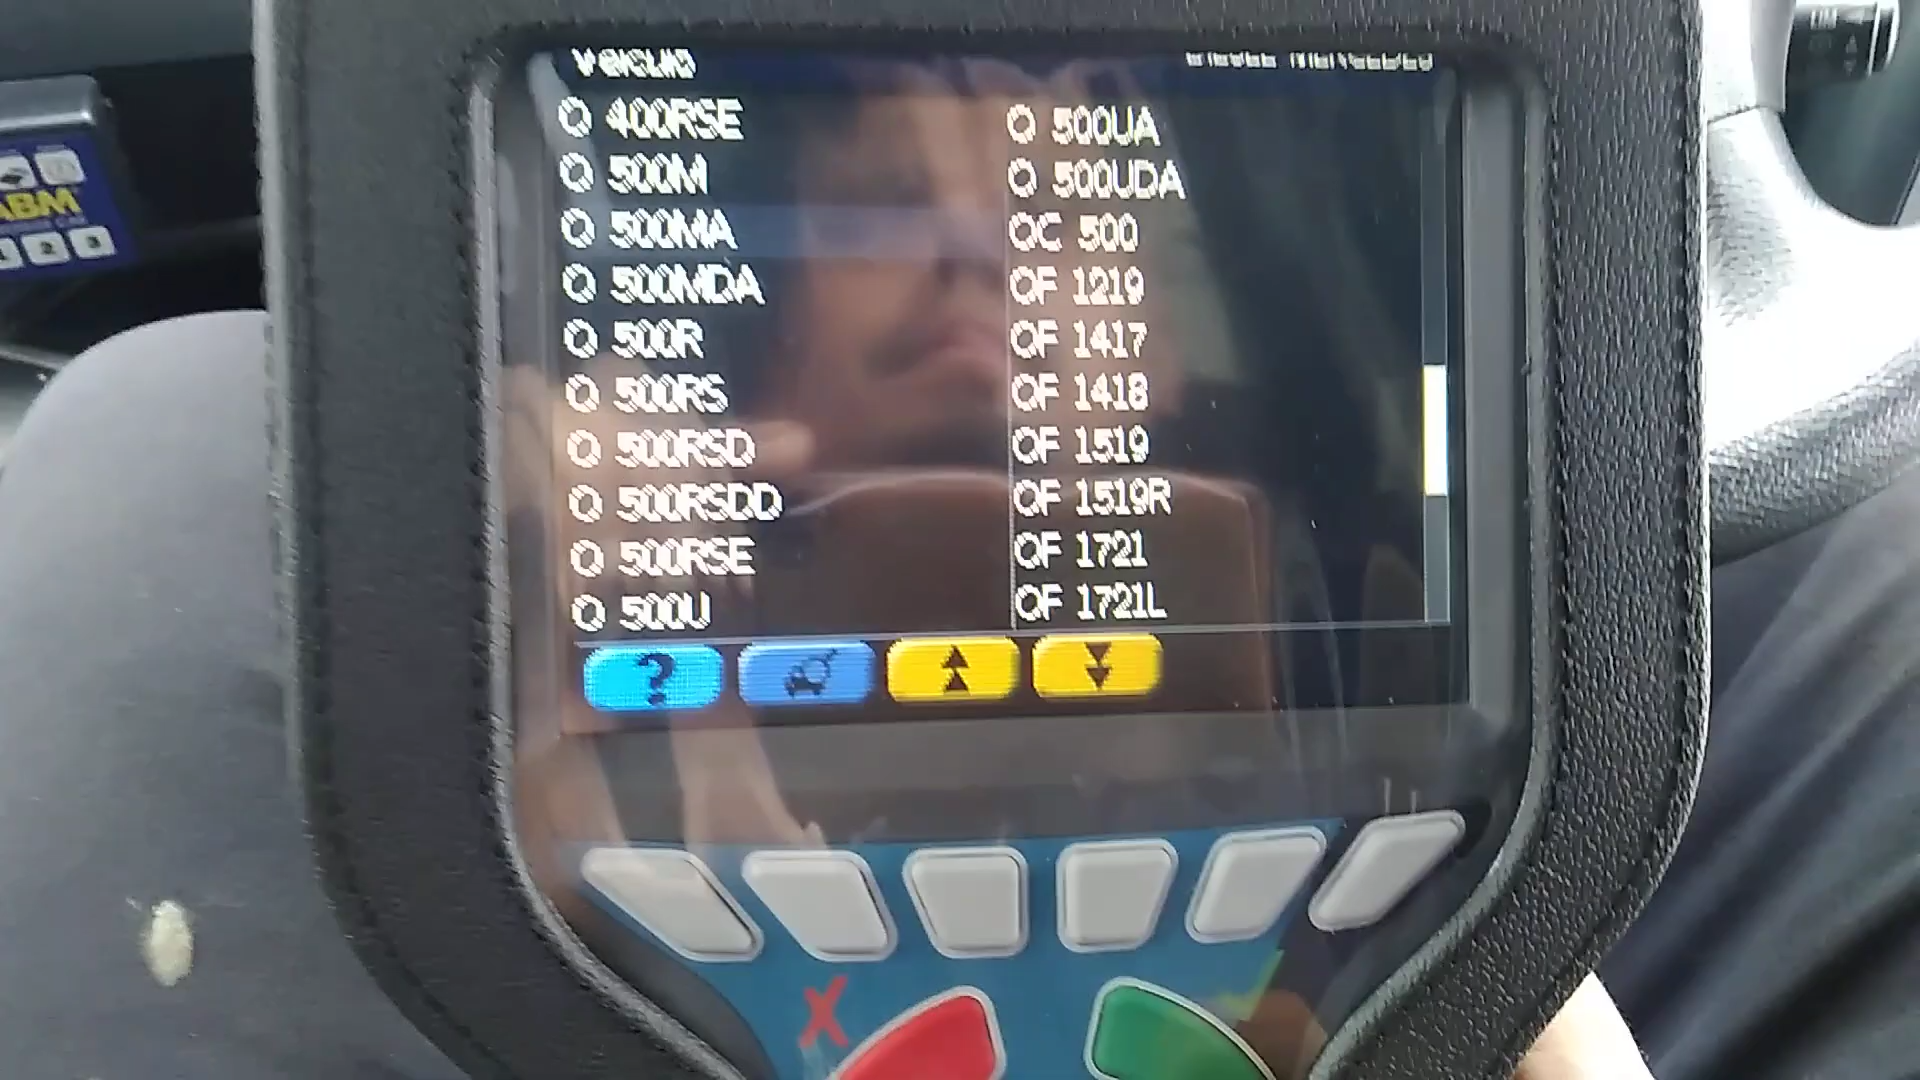 O 400RSE
O 500M
O 500MA
O 500MDA
O 500R
O 500RS
O 500RSD
O 500RSDD
O 500RSE
O 500U
O 500UA
O 500UDA
OC 500
OF 1219
OF 1417
OF 1418
OF 1519
OF 1519R
OF 1721
OF 1721L
?
X
ABM